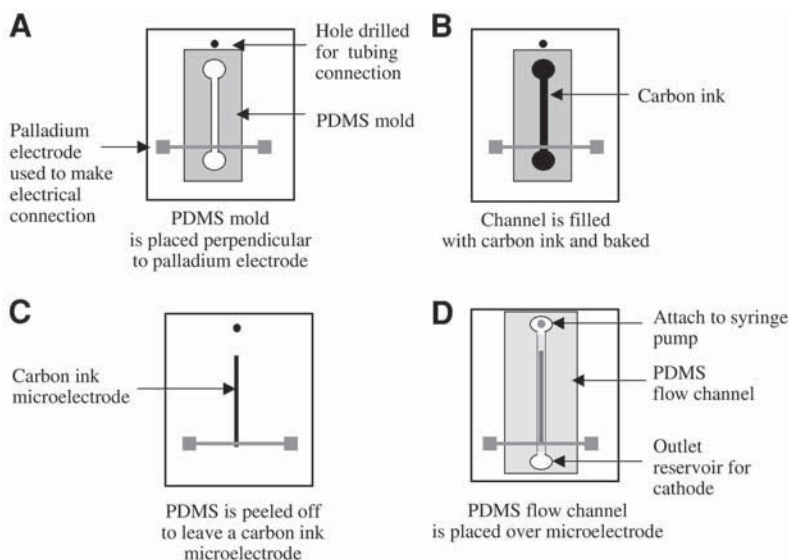 A
Hole drilled
for tubing
connection
PDMS mold
Palladium
electrode
used to make
electrical
connection
PDMS mold
is placed perpendicular
to palladium electrode
B
Carbon ink
Channel is filled
with carbon ink and baked
C
Carbon ink
microelectrode
PDMS is peeled off
to leave a carbon ink
microelectrode
D
Attach to syringe
pump
PDMS
flow channel
Outlet
reservoir for
cathode
PDMS flow channel
is placed over microelectrode